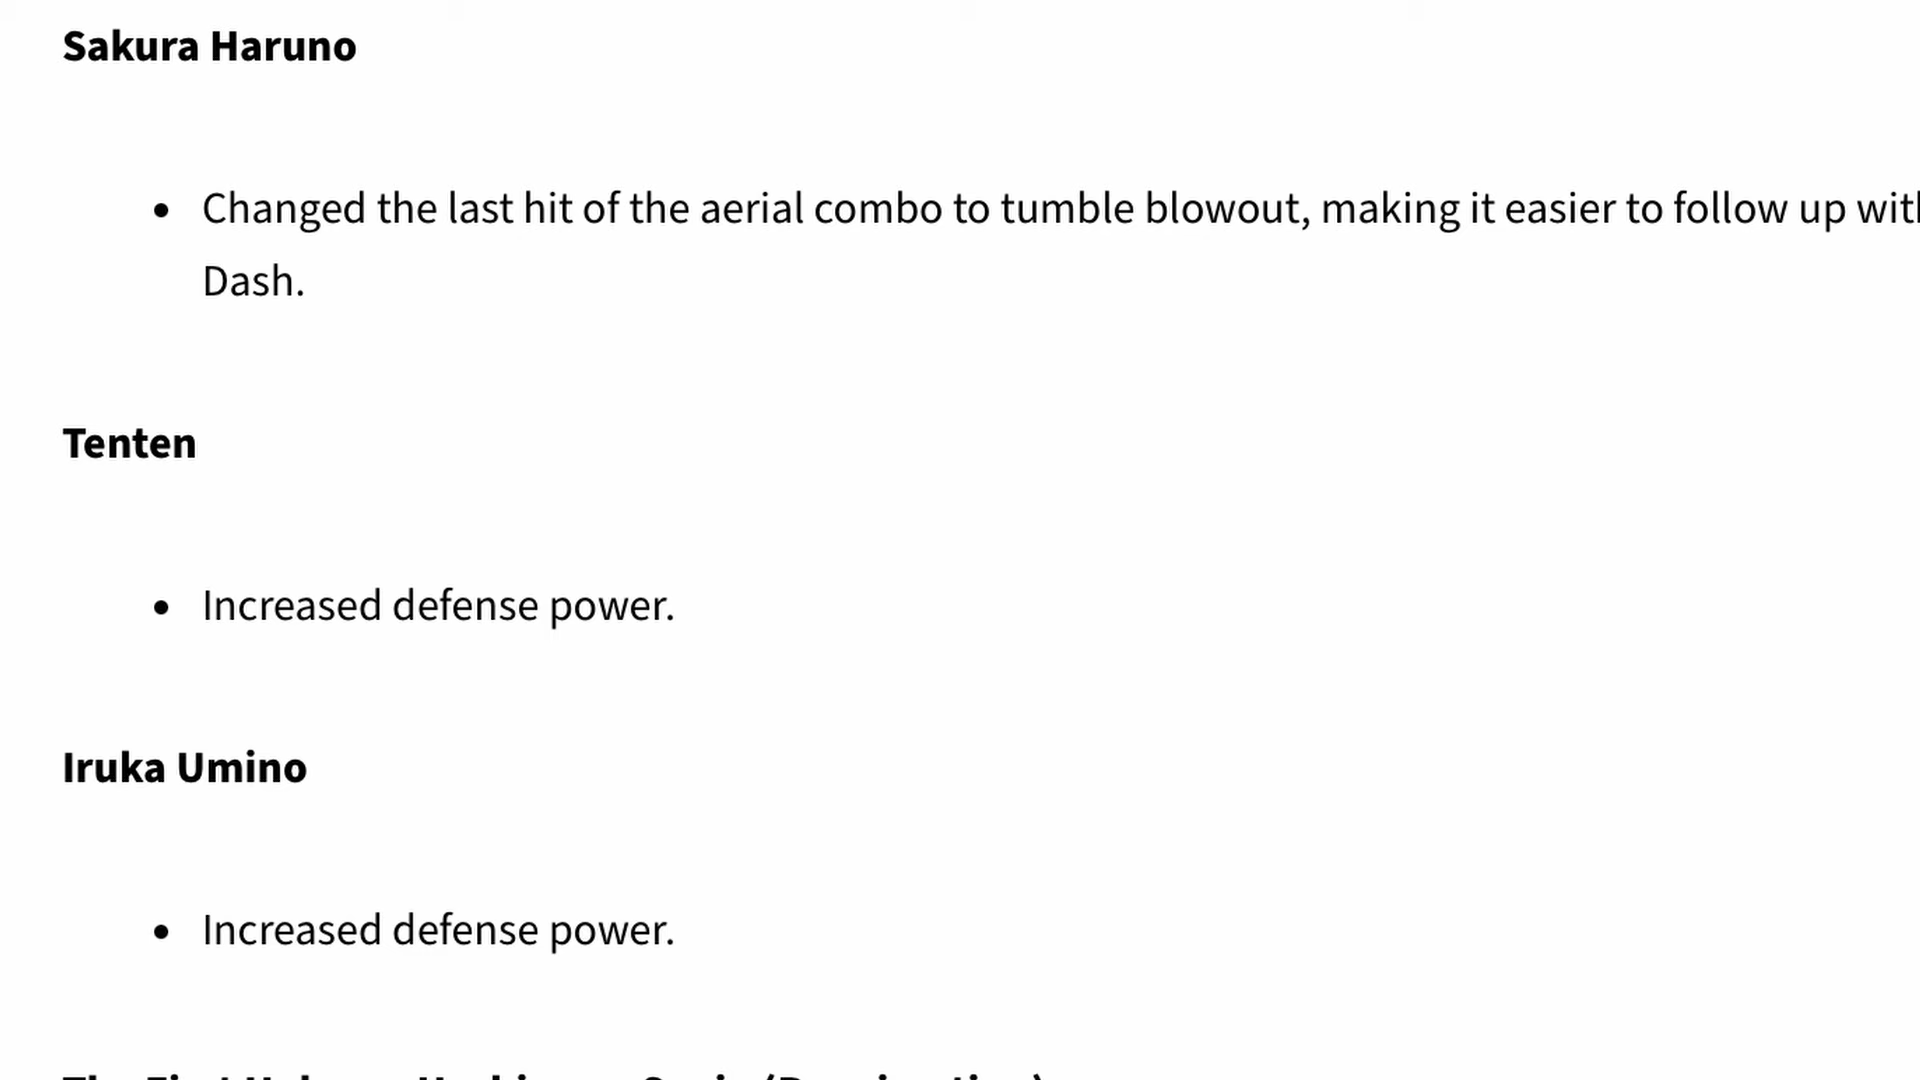 Sakura Haruno
• Changed the last hit of the aerial combo to tumble blowout, making it easier to follow up
Dash.
Tenten
• Increased defense power.
Iruka Umino
• Increased defense power.